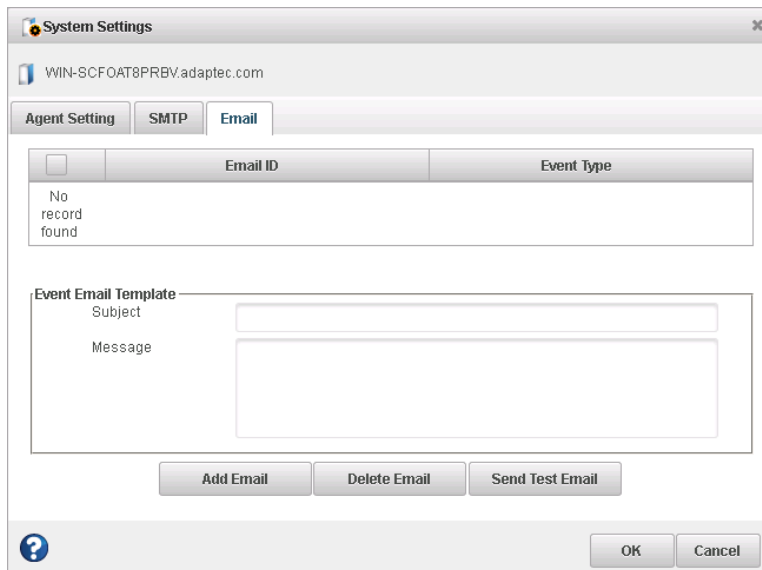 System Settings
WIN-SCFOAT8PRBV.adaptec.com
Agent Setting SMTP Email
Email ID Event Type
No
record
found
Event Email Template
Subject
Message
Add Email Delete Email Send Test Email
?
OK Cancel